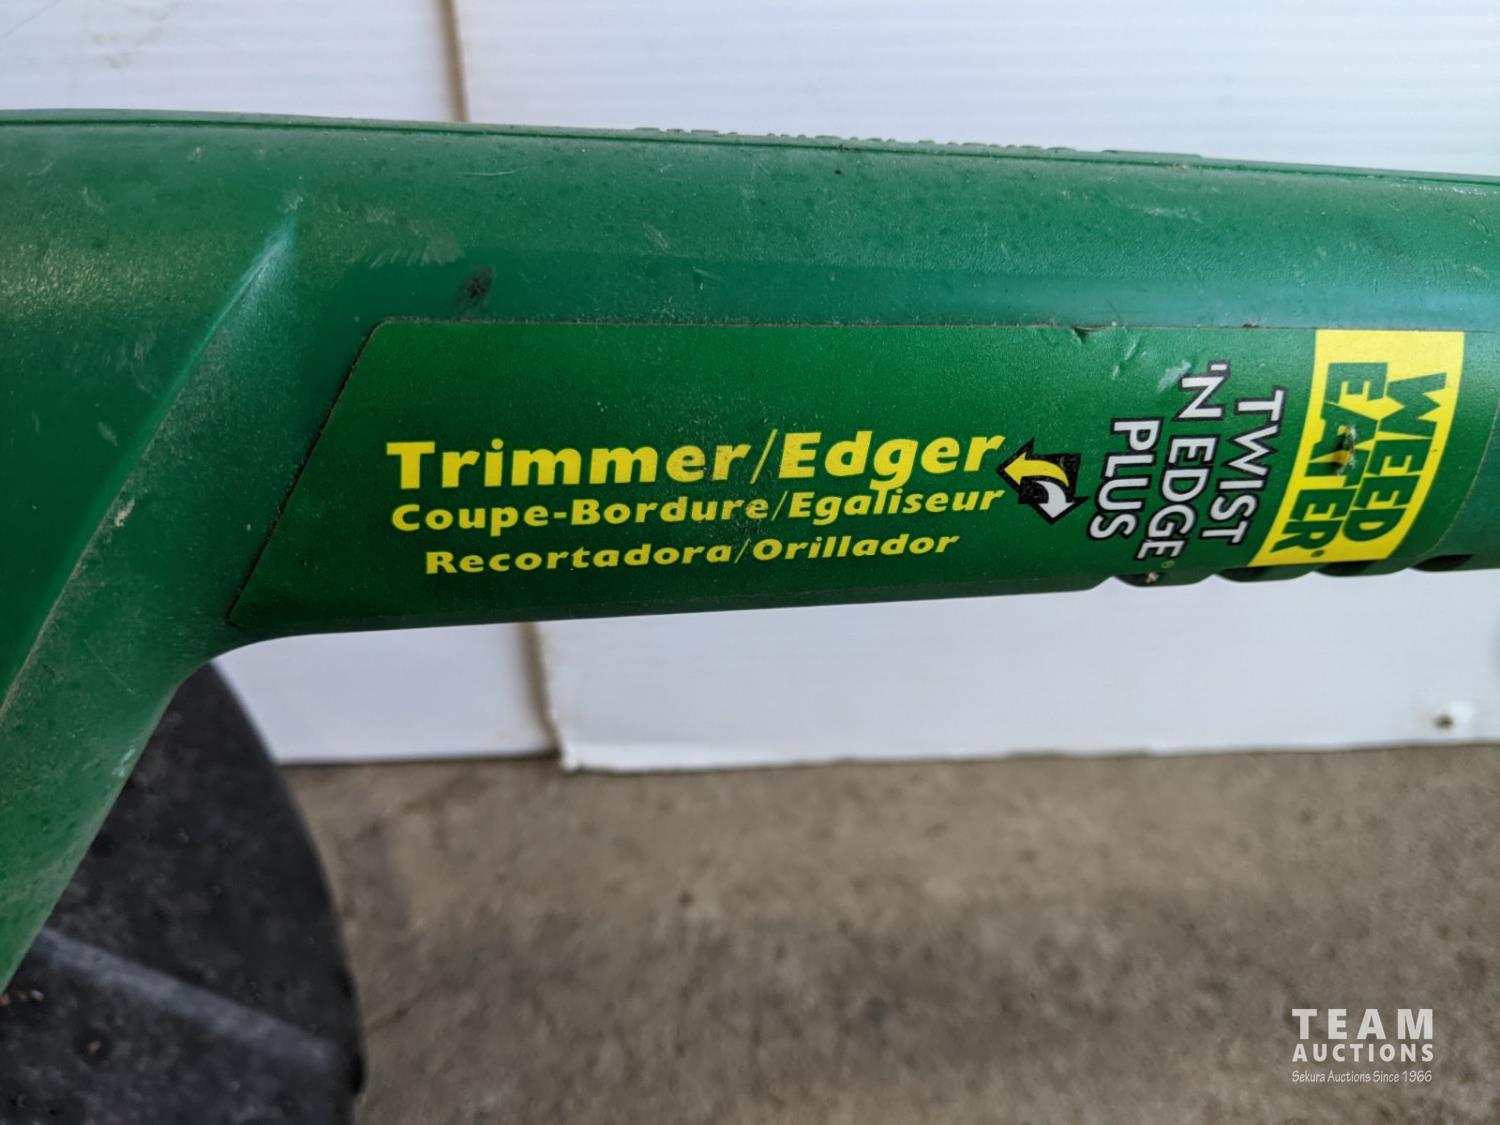 Trimmer/Edger
Coupe-Bordure/Egaliseur
Recortadora/Orillador
WEED
EATER®
TWIST
'N EDGE®
PLUS
TEAM
AUCTIONS
Sekura Auctions Since 1966